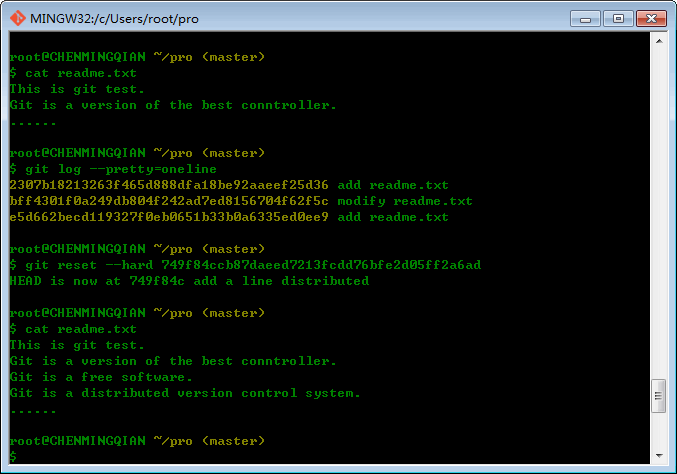 MINGW32:/c/Users/root/pro
root@CHENMINGQIAN ~/pro (master)
$ cat readme.txt
This is git test.
Git is a version of the best conntroller.
......
root@CHENMINGQIAN ~/pro (master)
$ git log --pretty=oneline
2307b18213263f465d888dfa18be92aaeef25d36 add readme.txt
bff4301f0a249db804f242ad7ed8156704f62f5c modify readme.txt
e5d662becd119327f0eb0651b33b0a6335ed0ee9 add readme.txt
root@CHENMINGQIAN ~/pro (master)
$ git reset --hard 749f84ccb87daeed7213fcdd76bfe2d05ff2a6ad
HEAD is now at 749f84c add a line distributed
root@CHENMINGQIAN ~/pro (master)
$ cat readme.txt
This is git test.
Git is a version of the best conntroller.
Git is a free software.
Git is a distributed version control system.
......
root@CHENMINGQIAN ~/pro (master)
$